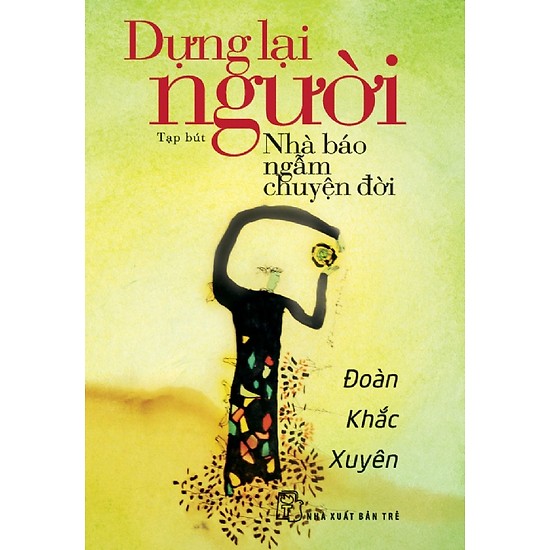 Dựng lại
người
Tạp bút
Nhà báo
ngẫm
chuyện đời
Đoàn
Khắc
Xuyên
NHÀ XUẤT BẢN TRẺ